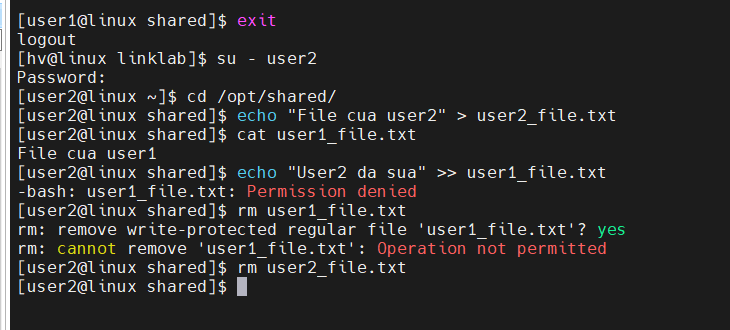 [user1@linux shared]$ exit
logout
[hv@linux linklab]$ su - user2
Password:
[user2@linux ~]$ cd /opt/shared/
[user2@linux shared]$ echo "File cua user2" > user2_file.txt
[user2@linux shared]$ cat user1_file.txt
File cua user1
[user2@linux shared]$ echo "User2 da sua" >> user1_file.txt
-bash: user1_file.txt: Permission denied
[user2@linux shared]$ rm user1_file.txt
rm: remove write-protected regular file 'user1_file.txt'? yes
rm: cannot remove 'user1_file.txt': Operation not permitted
[user2@linux shared]$ rm user2_file.txt
[user2@linux shared]$